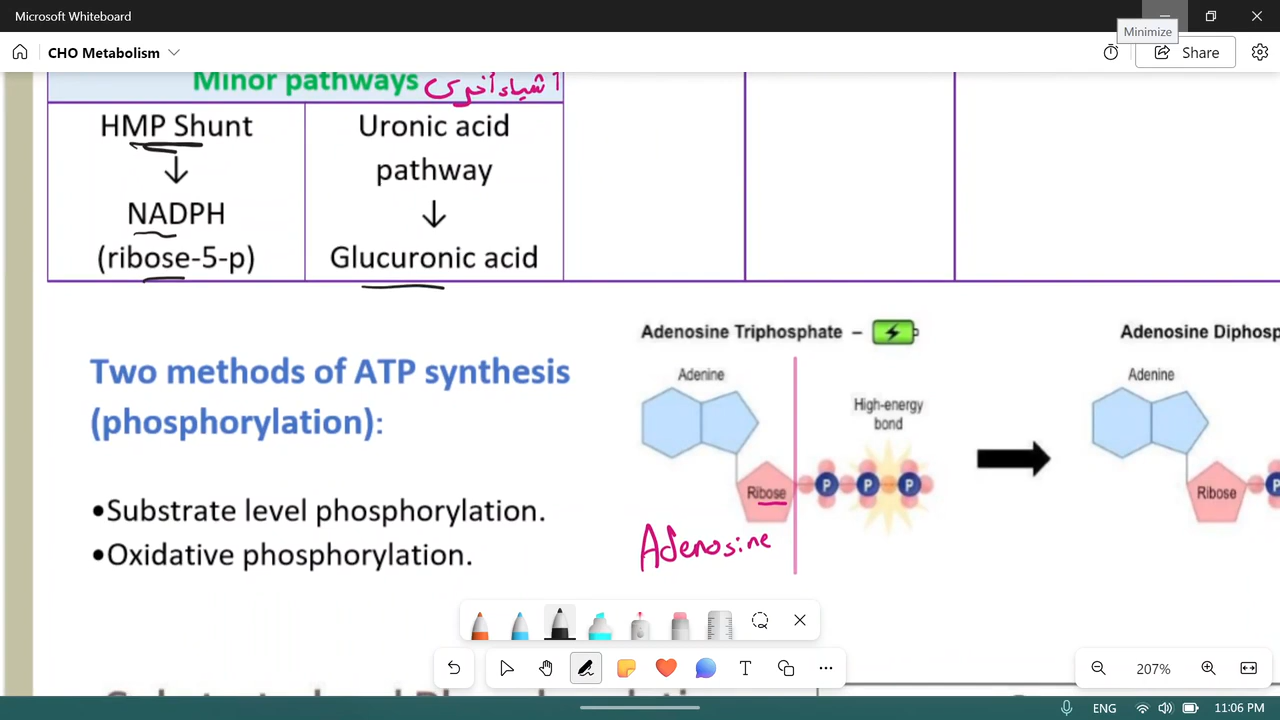 Microsoft Whiteboard
Minimize
CHO Metabolism
Share
Minor pathways أشياء أخرى
HMP Shunt
↓
NADPH
(ribose-5-p)
Uronic acid
pathway
↓
Glucuronic acid
Two methods of ATP synthesis
(phosphorylation):
•Substrate level phosphorylation.
•Oxidative phosphorylation.
Adenosine Triphosphate –
Adenine
High-energy
bond
Ribose
P P P
Adenosine
Adenosine Diphosp
Adenine
Ribose
P
207%
ENG
11:06 PM